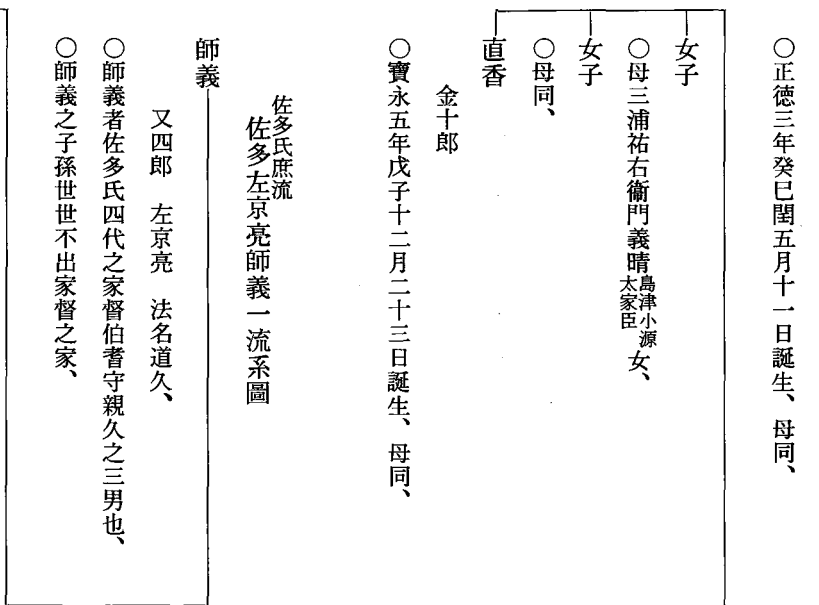 ○正徳三年癸巳閏五月十一日誕生、母同、
女子
○母三浦祐右衞門義晴島津小源太家臣女、
女子
○母同、
直香
金十郎
○寶永五年戊子十二月二十三日誕生、母同、
佐多氏庶流
佐多左京亮師義一流系圖
師義
又四郎　左京亮　法名道久、
○師義者佐多氏四代之家督伯耆守親久之三男也、
○師義之子孫世世不出家督之家、